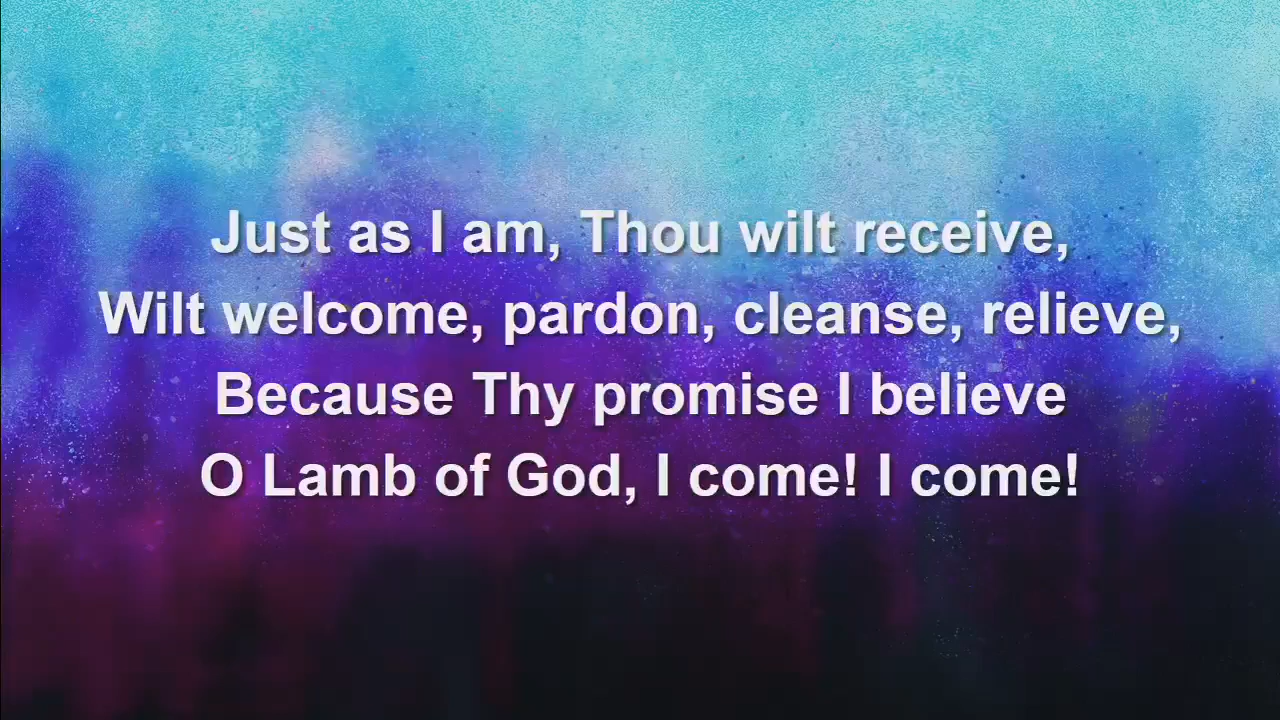 Just as I am, Thou wilt receive,
Wilt welcome, pardon, cleanse, relieve,
Because Thy promise I believe
O Lamb of God, I come! I come!